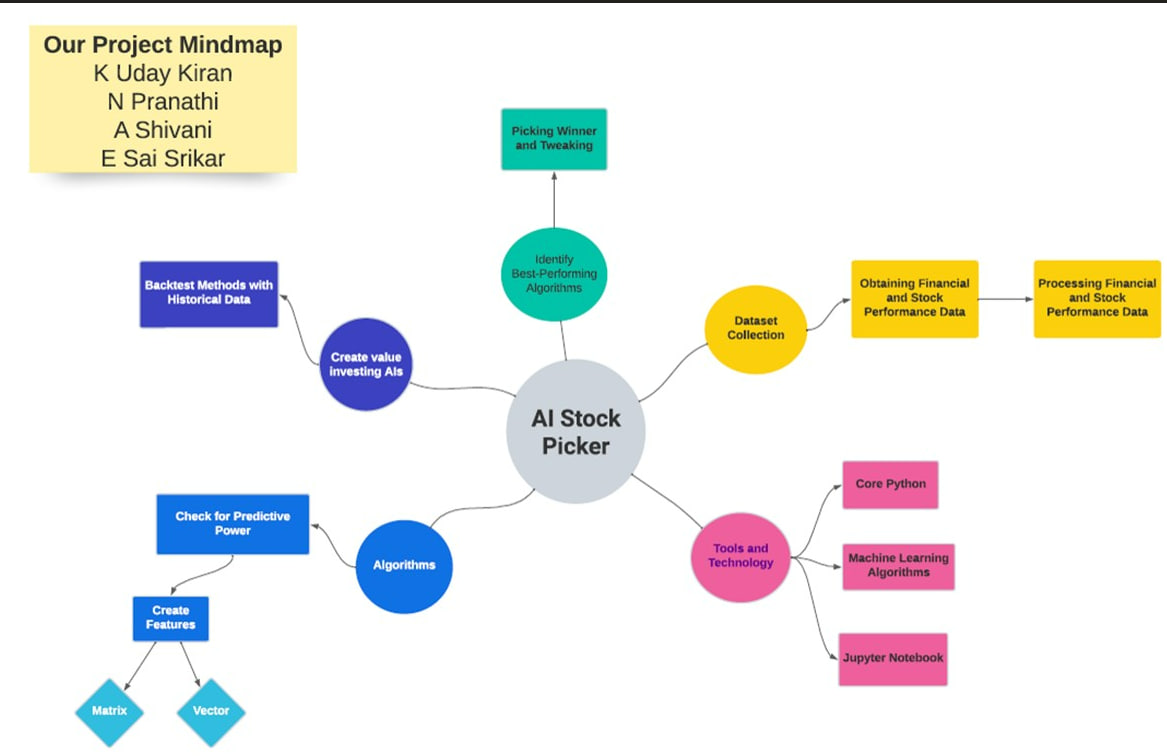 Our Project Mindmap
K Uday Kiran
N Pranathi
A Shivani
E Sai Srikar
Picking Winner
and Tweaking
Identify
Best-Performing
Algorithms
Backtest Methods with
Historical Data
Create value
investing AIs
Dataset
Collection
Obtaining Financial
and Stock
Performance Data
Processing Financial
and Stock
Performance Data
AI Stock
Picker
Check for Predictive
Power
Algorithms
Create
Features
Matrix
Vector
Tools and
Technology
Core Python
Machine Learning
Algorithms
Jupyter Notebook